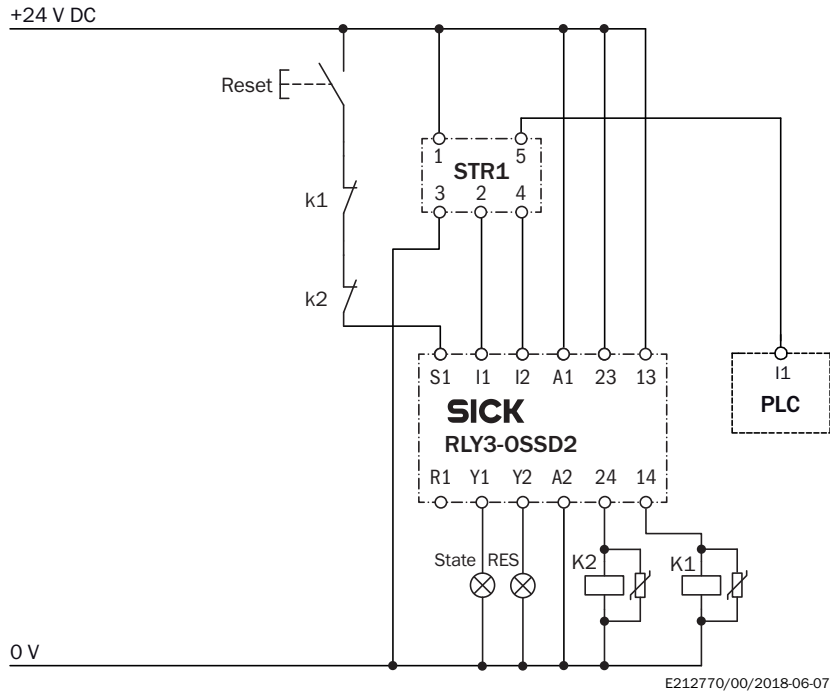 +24 V DC
Reset
1 5
STR1
3 2 4
k1
k2
S1 I1 I2 A1 23 13
SICK
RLY3-OSSD2
R1 Y1 Y2 A2 24 14
I1
PLC
State RES K2 K1
0 V
E212770/00/2018-06-07